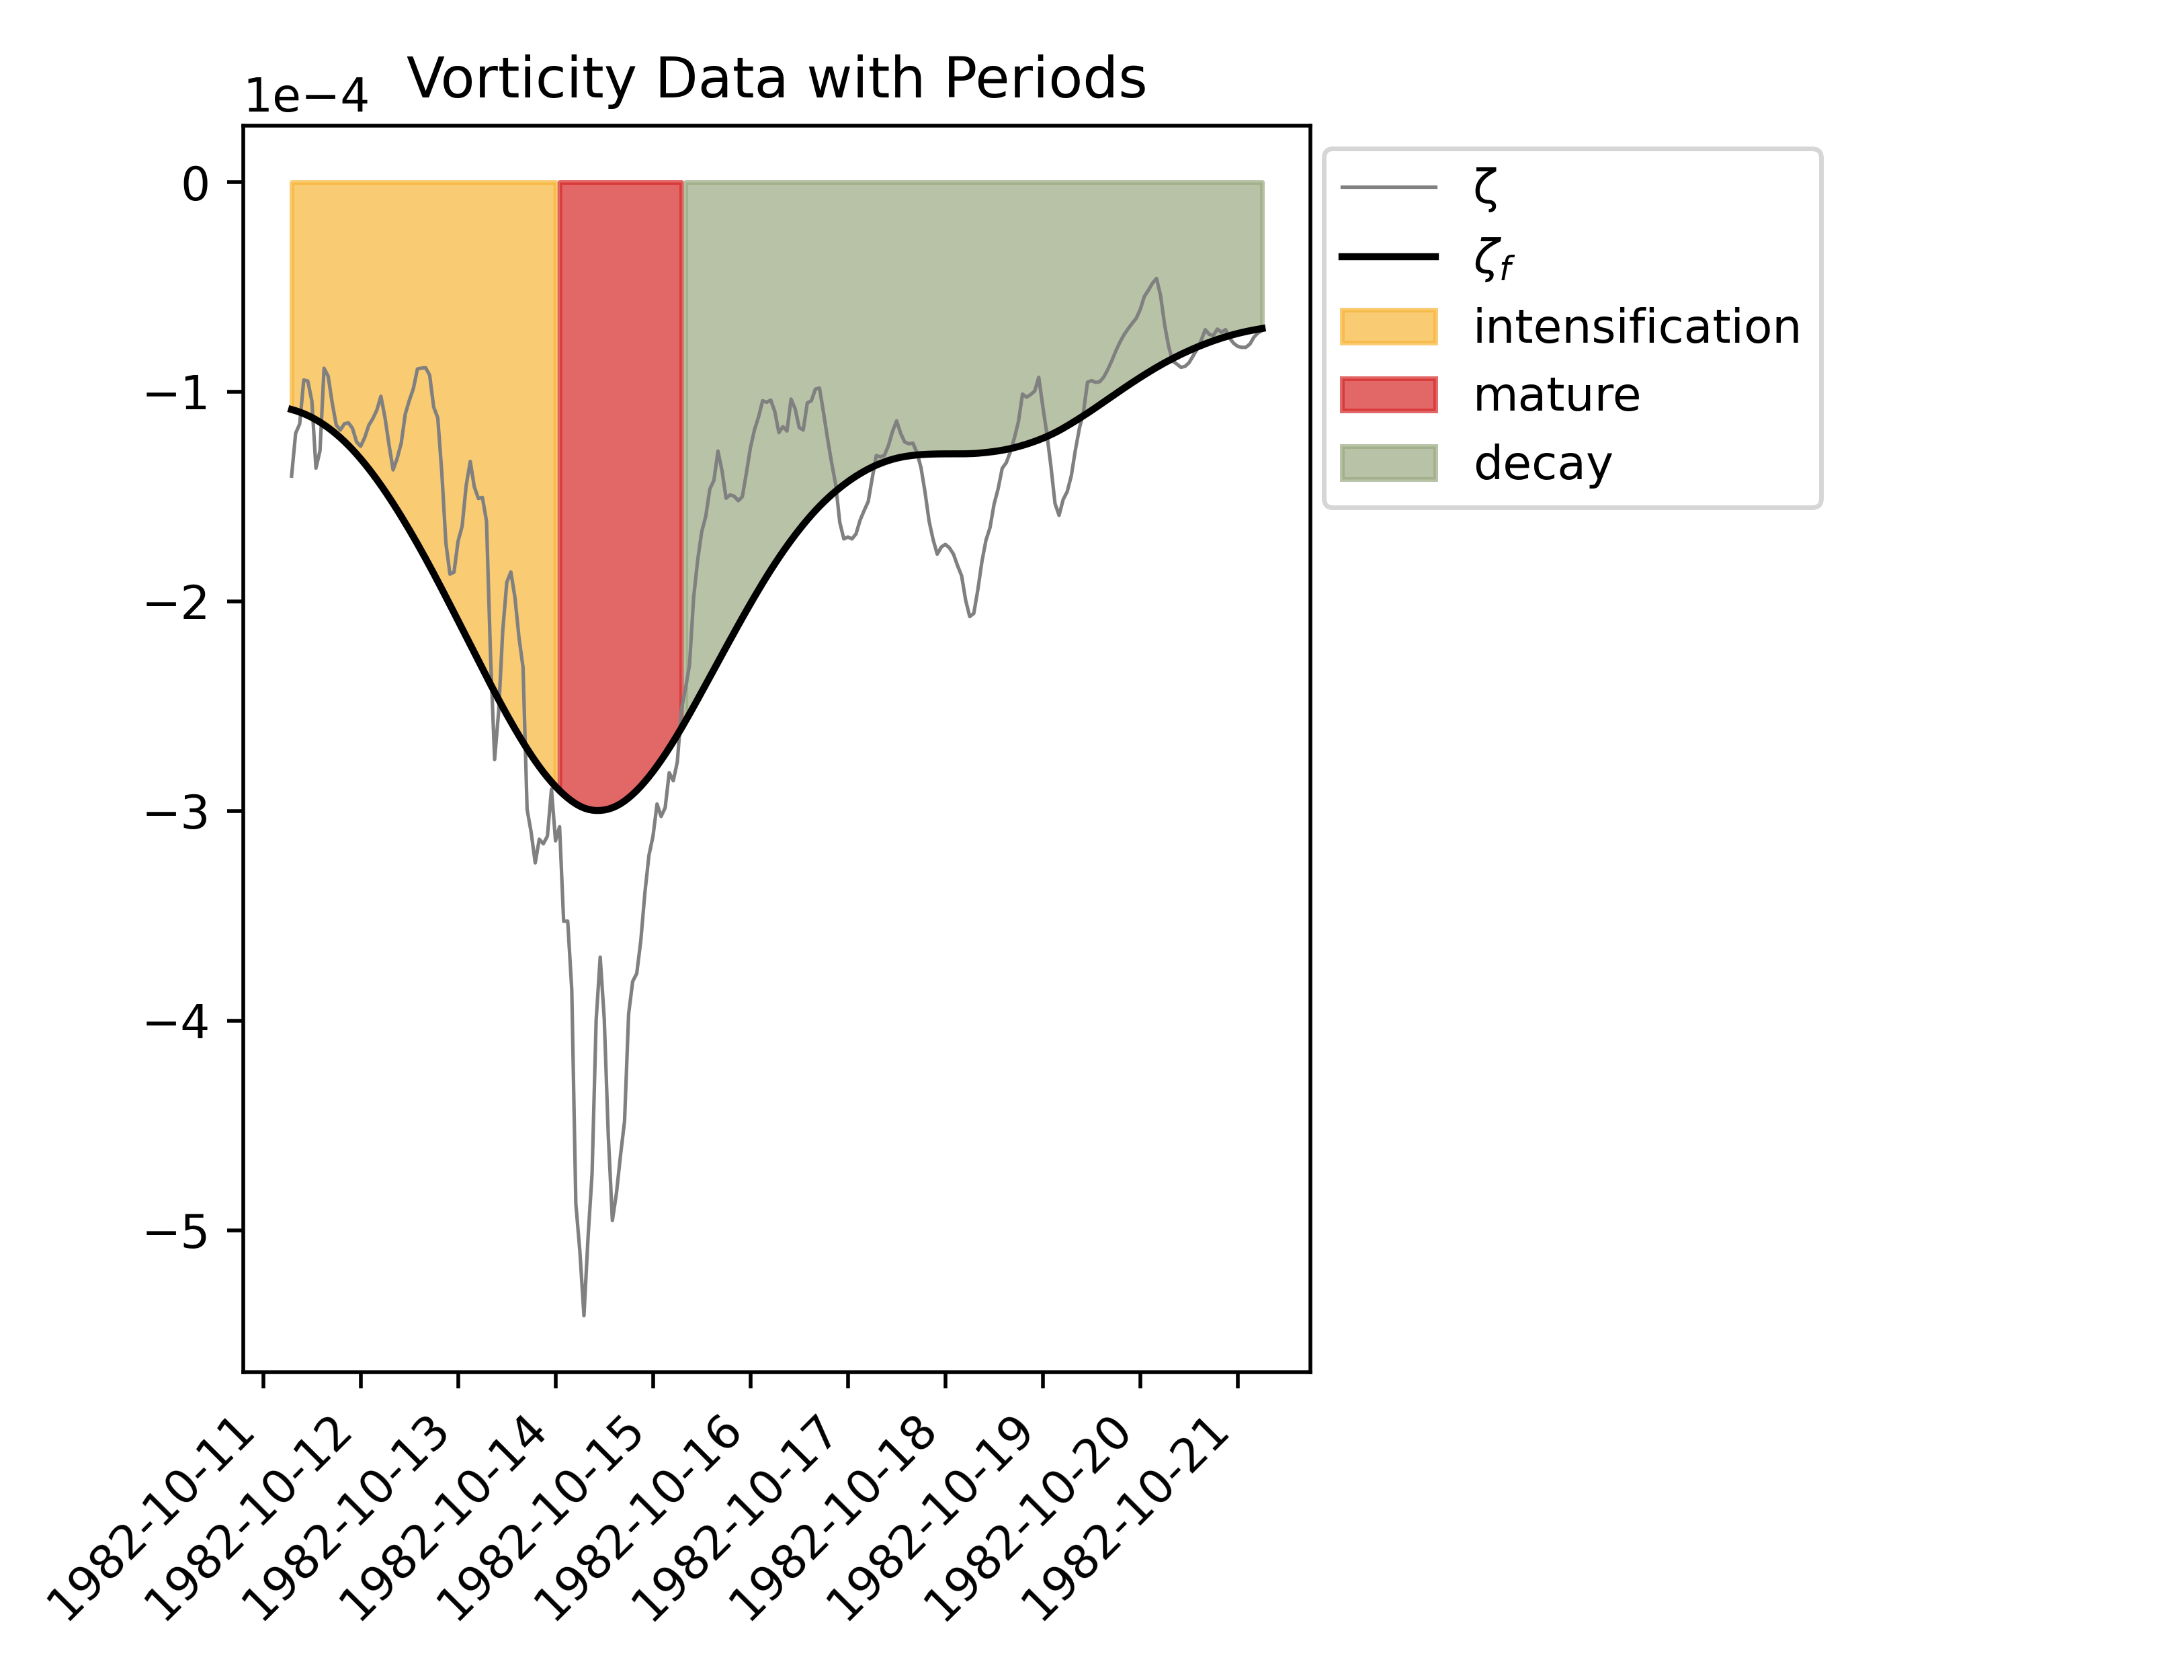 Vorticity Data with Periods
1e−4
0
−1
−2
−3
−4
−5
1982-10-11
1982-10-12
1982-10-13
1982-10-14
1982-10-15
1982-10-16
1982-10-17
1982-10-18
1982-10-19
1982-10-20
1982-10-21
ζ
ζf
intensification
mature
decay